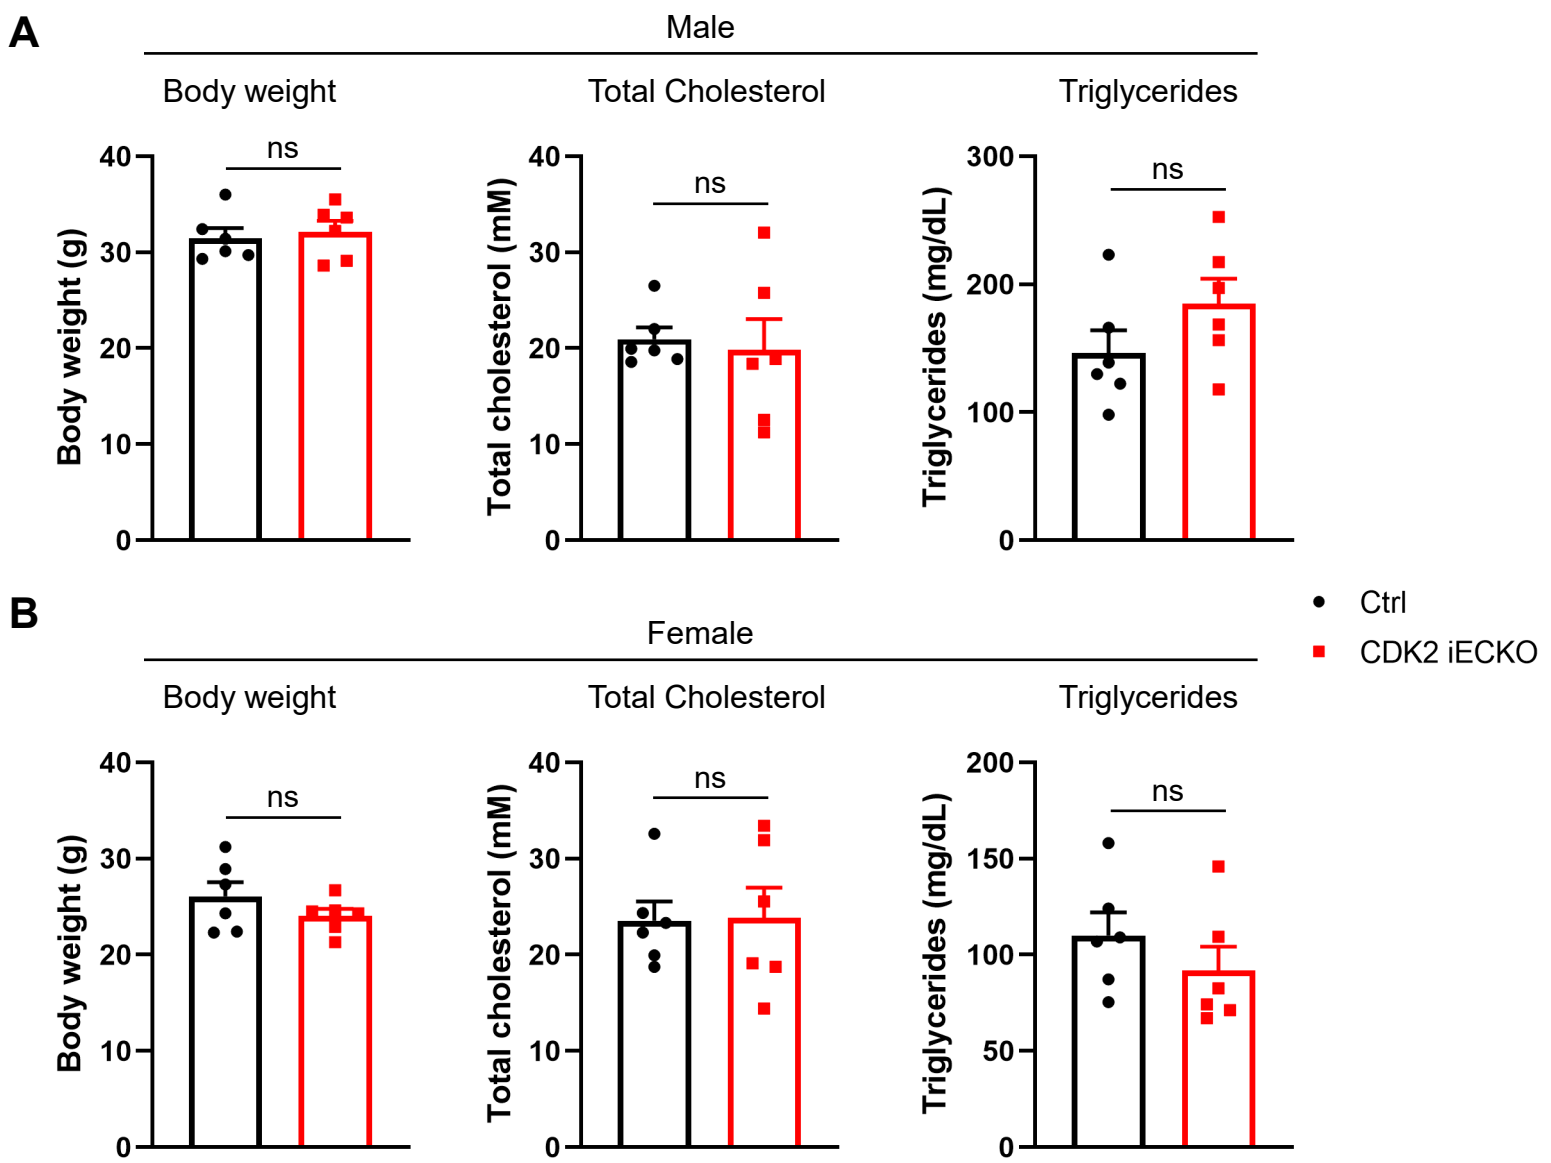 A
Male
Body weight
Total Cholesterol
Triglycerides
ns
ns
ns
Body weight (g)
40
30
20
10
0
Total cholesterol (mM)
40
30
20
10
0
Triglycerides (mg/dL)
300
200
100
0
B
Female
Ctrl
CDK2 iECKO
Body weight
Total Cholesterol
Triglycerides
ns
ns
ns
Body weight (g)
40
30
20
10
0
Total cholesterol (mM)
40
30
20
10
0
Triglycerides (mg/dL)
200
150
100
50
0